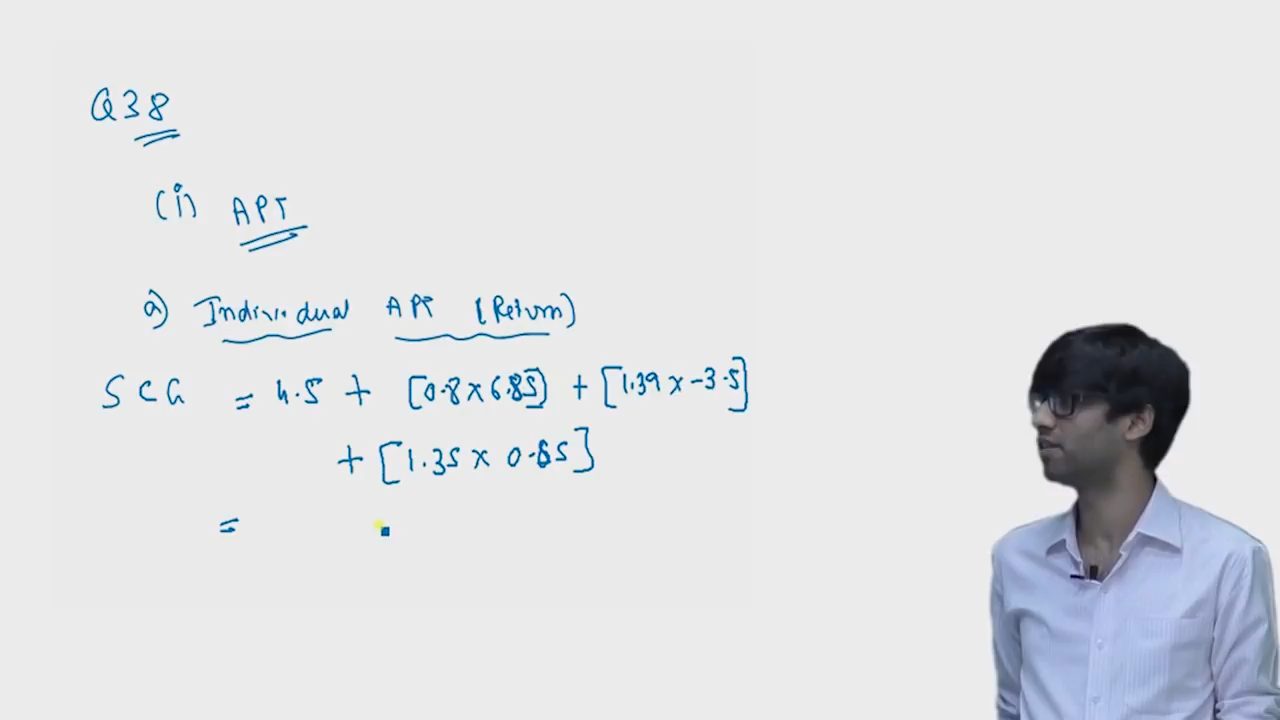 Q38
(i) APT
a) Individual APT (Return)
SCG = 4.5 + [0.8 x 6.85] + [1.39 x -3.5]
+ [1.35 x 0.65]
=